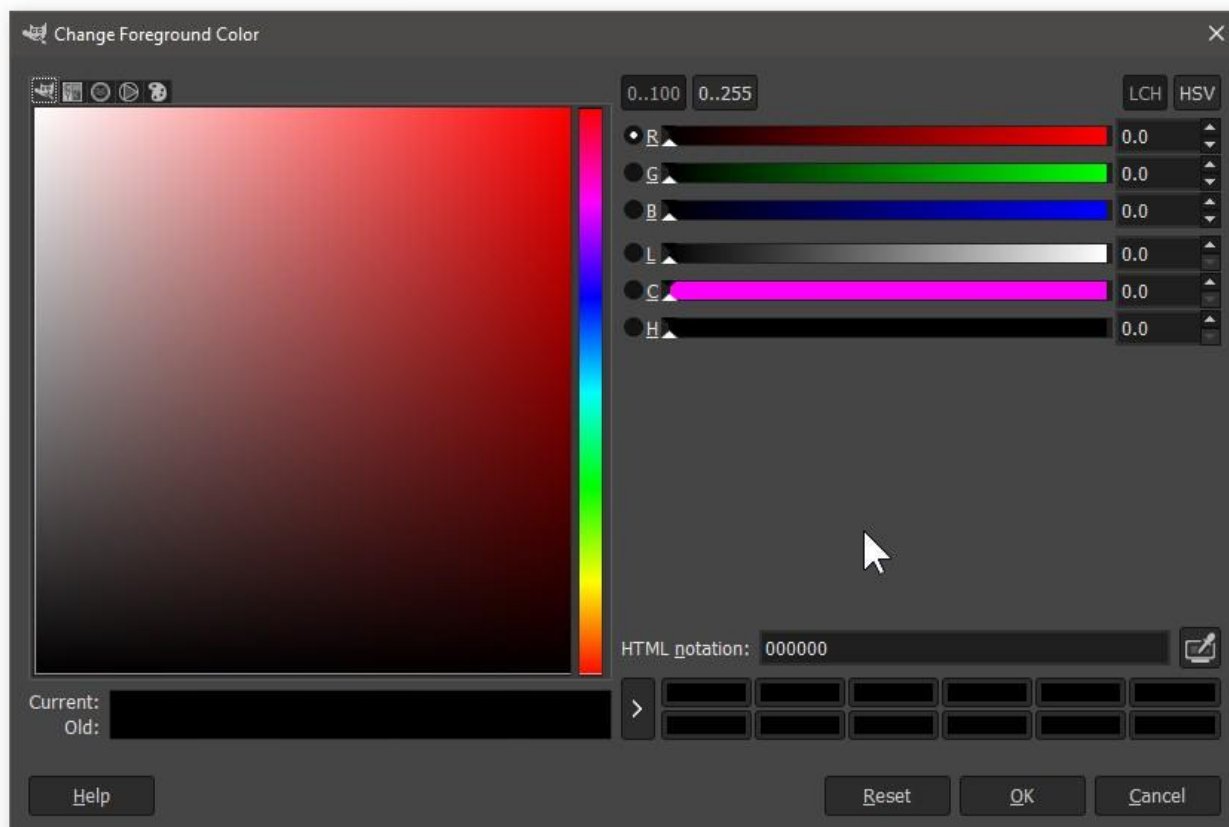 Change Foreground Color
0..100 0..255 LCH HSV
R 0.0
G 0.0
B 0.0
L 0.0
C 0.0
H 0.0
HTML notation: 000000
Current:
Old:
Help Reset OK Cancel